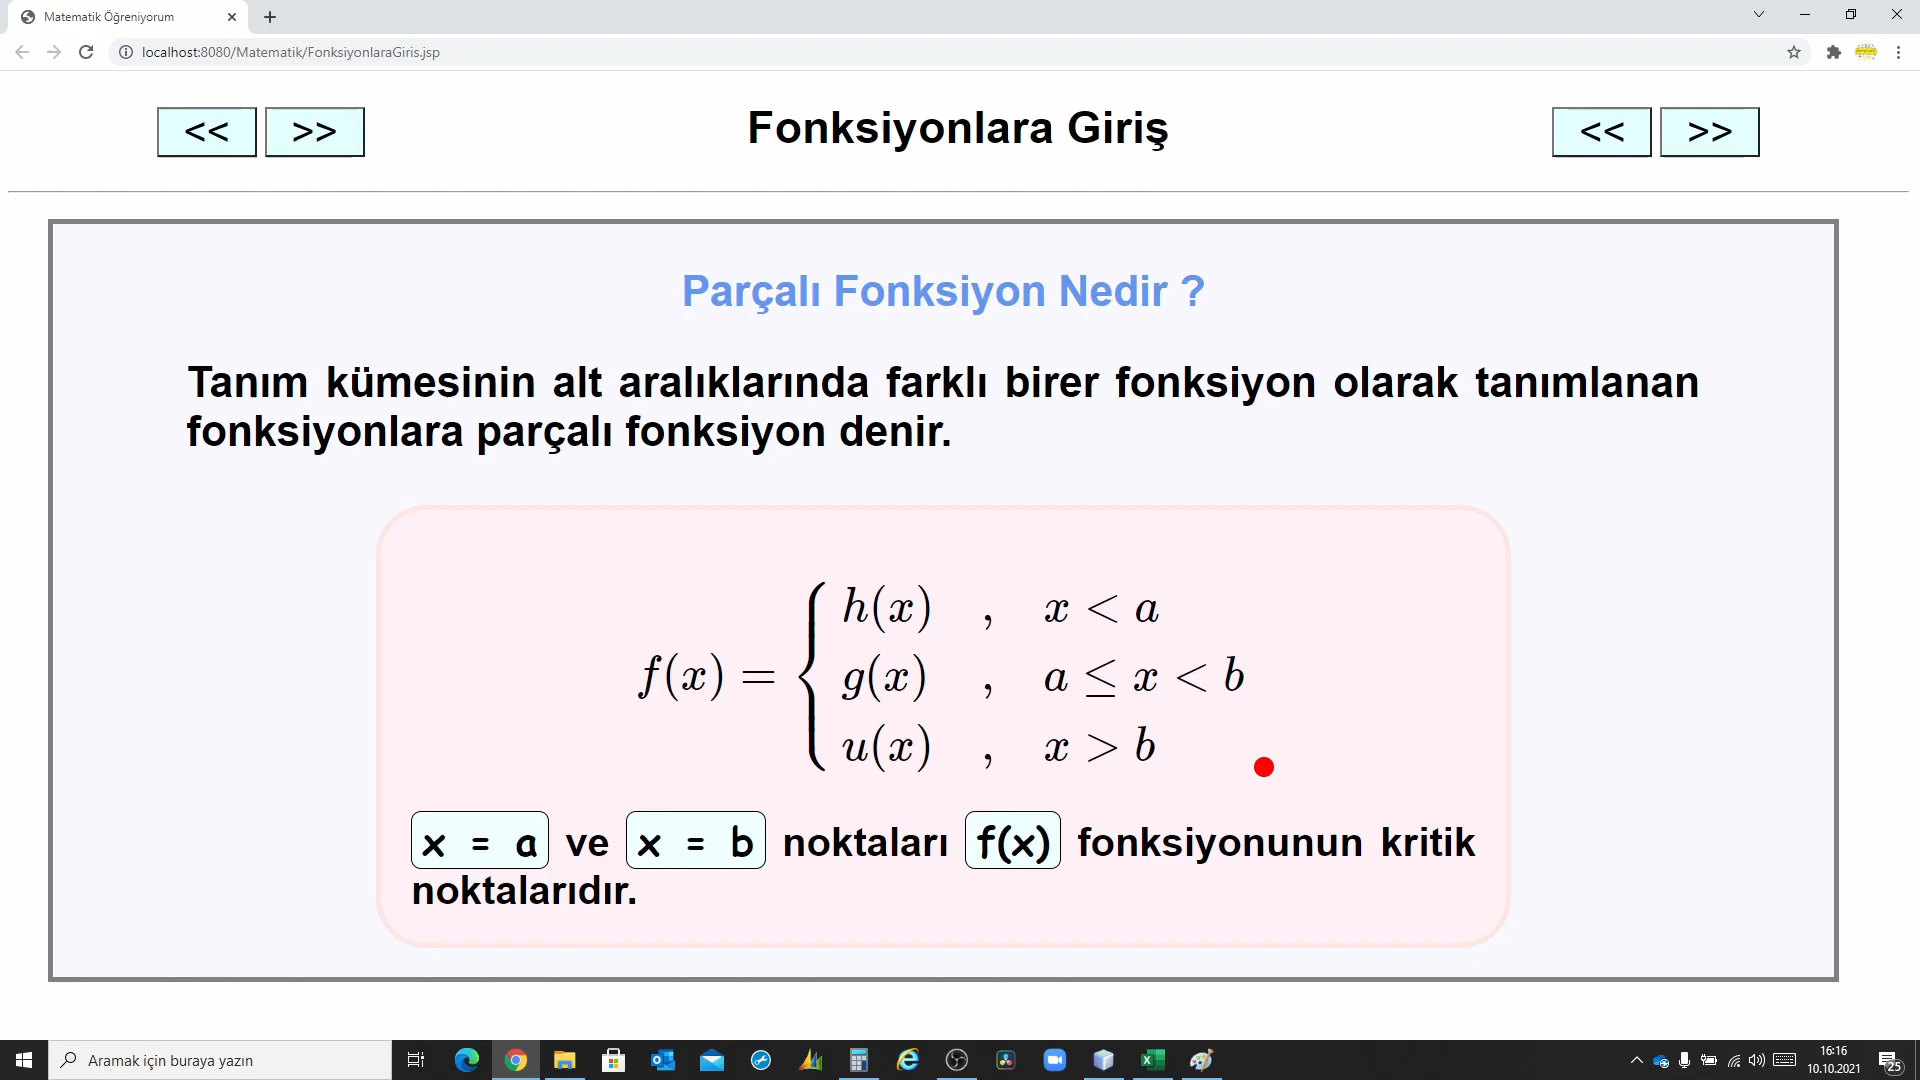 Matematik Öğreniyorum
localhost:8080/Matematik/FonksiyonlaraGiris.jsp
<< >> Fonksiyonlara Giriş << >>
Parçalı Fonksiyon Nedir ?
Tanım kümesinin alt aralıklarında farklı birer fonksiyon olarak tanımlanan
fonksiyonlara parçalı fonksiyon denir.
h(x) , x < a
f(x) = { g(x) , a ≤ x < b
u(x) , x > b
x = a ve x = b noktaları f(x) fonksiyonunun kritik
noktalarıdır.
Aramak için buraya yazın
16:16
10.10.2021
25